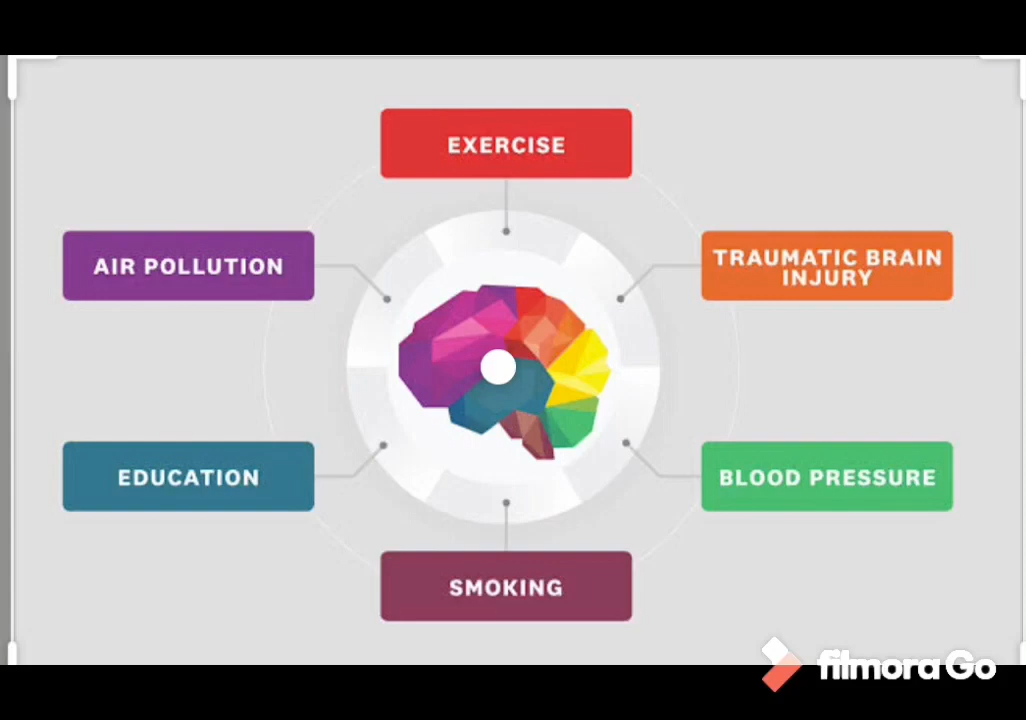 EXERCISE
AIR POLLUTION
TRAUMATIC BRAIN
INJURY
EDUCATION
BLOOD PRESSURE
SMOKING
filmora Go